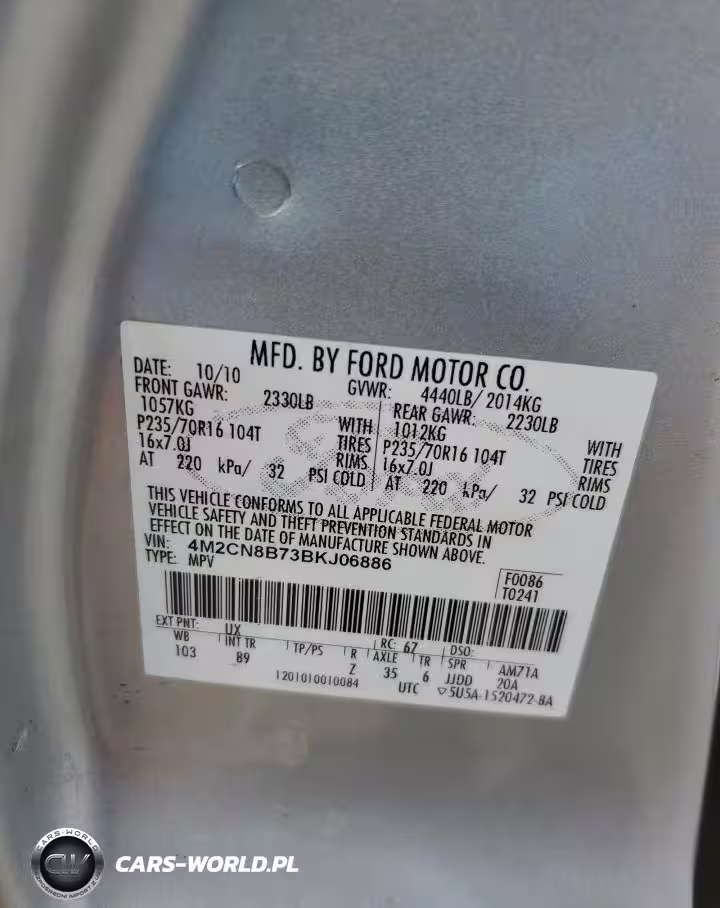 MFD. BY FORD MOTOR CO.
DATE: 10/10 GVWR: 4440LB/ 2014KG
FRONT GAWR: 2330LB REAR GAWR: 2230LB
1057KG WITH 1012KG WITH
P235/70R16 104T TIRES P235/70R16 104T TIRES
16x7.0J RIMS 16x7.0J RIMS
AT 220 kPa/ 32 PSI COLD AT 220 kPa/ 32 PSI COLD
THIS VEHICLE CONFORMS TO ALL APPLICABLE FEDERAL MOTOR
VEHICLE SAFETY AND THEFT PREVENTION STANDARDS IN
EFFECT ON THE DATE OF MANUFACTURE SHOWN ABOVE.
VIN: 4M2CN8B73BKJ06886
TYPE: MPV
F0086
T0241
EXT PNT: UX RC: 67 DSO:
WB INT TR TP/PS R AXLE TR SPR AM71A
103 89 Z 35 6 JJDD 20A
1201010010084 UTC ▽5U5A-1520472-BA
CARS-WORLD
CW
CARS-WORLD.PL